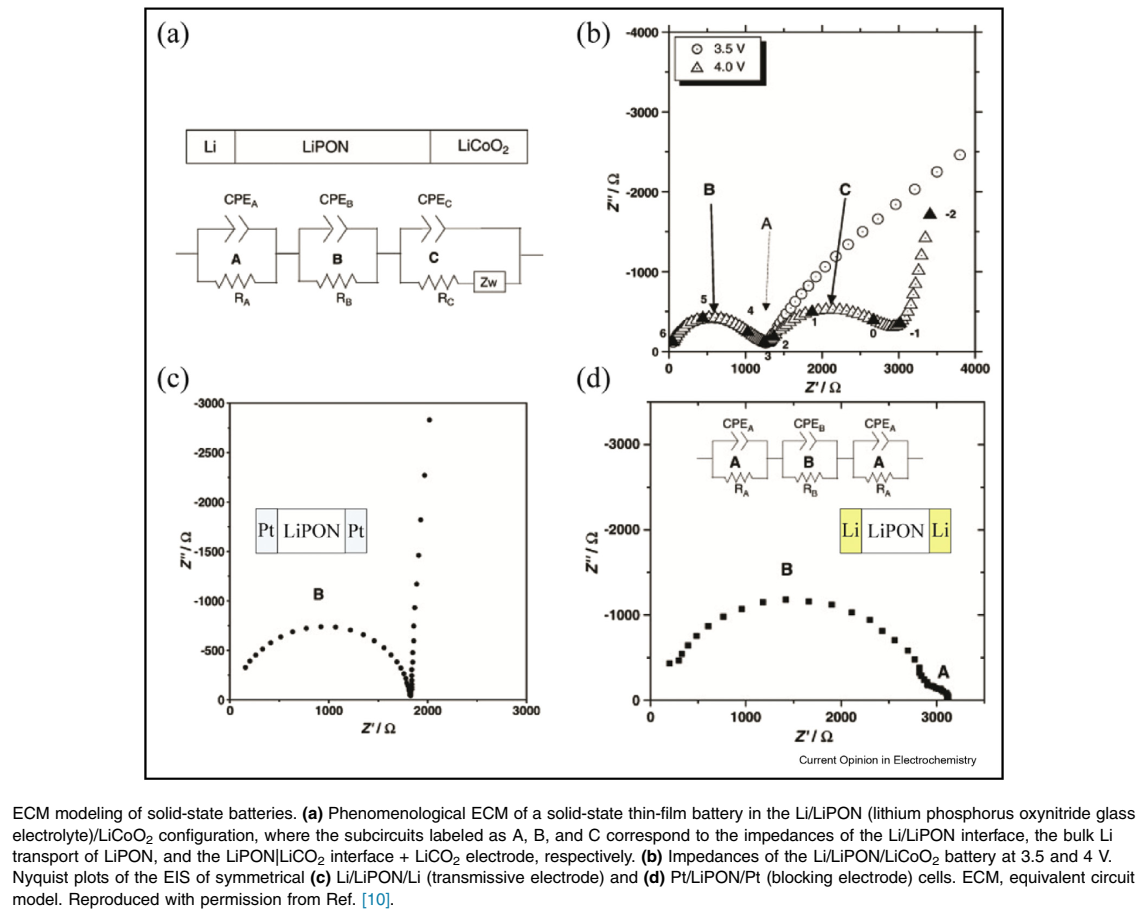 (a)
Li LiPON LiCoO2
CPEA CPEB CPEC
A B C
RA RB RC Zw
(b)
3.5 V
4.0 V
-4000
-3000
-2000
-1000
0
Z''/ Ω
B A C
6 5 4 3 2 1 0 -1 -2
0 1000 2000 3000 4000
Z'/ Ω
(c)
-3000
-2500
-2000
-1500
-1000
-500
0
Z''/ Ω
Pt LiPON Pt
B
0 1000 2000 3000
Z'/ Ω
(d)
-3000
-2000
-1000
0
Z''/ Ω
CPEA CPEB CPEA
A B A
RA RB RA
Li LiPON Li
B
A
0 1000 2000 3000
Z'/ Ω
Current Opinion in Electrochemistry
ECM modeling of solid-state batteries. (a) Phenomenological ECM of a solid-state thin-film battery in the Li/LiPON (lithium phosphorus oxynitride glass
electrolyte)/LiCoO2 configuration, where the subcircuits labeled as A, B, and C correspond to the impedances of the Li/LiPON interface, the bulk Li
transport of LiPON, and the LiPON|LiCO2 interface + LiCO2 electrode, respectively. (b) Impedances of the Li/LiPON/LiCoO2 battery at 3.5 and 4 V.
Nyquist plots of the EIS of symmetrical (c) Li/LiPON/Li (transmissive electrode) and (d) Pt/LiPON/Pt (blocking electrode) cells. ECM, equivalent circuit
model. Reproduced with permission from Ref. [10].